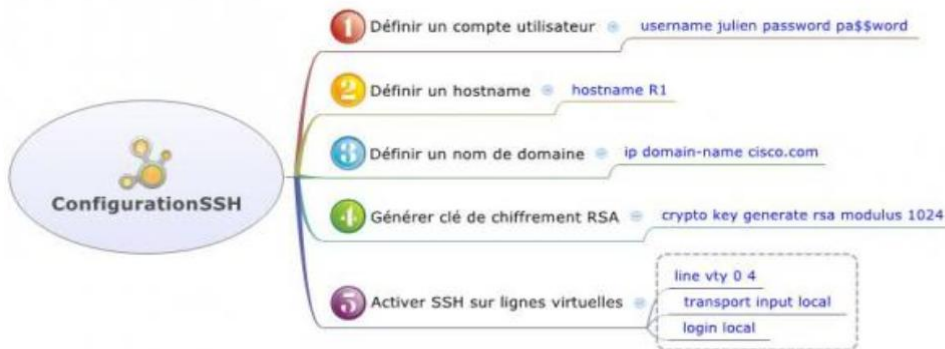 ConfigurationSSH
1 Définir un compte utilisateur
username julien password pa$$word
2 Définir un hostname
hostname R1
3 Définir un nom de domaine
ip domain-name cisco.com
4 Générer clé de chiffrement RSA
crypto key generate rsa modulus 1024
5 Activer SSH sur lignes virtuelles
line vty 0 4
transport input local
login local